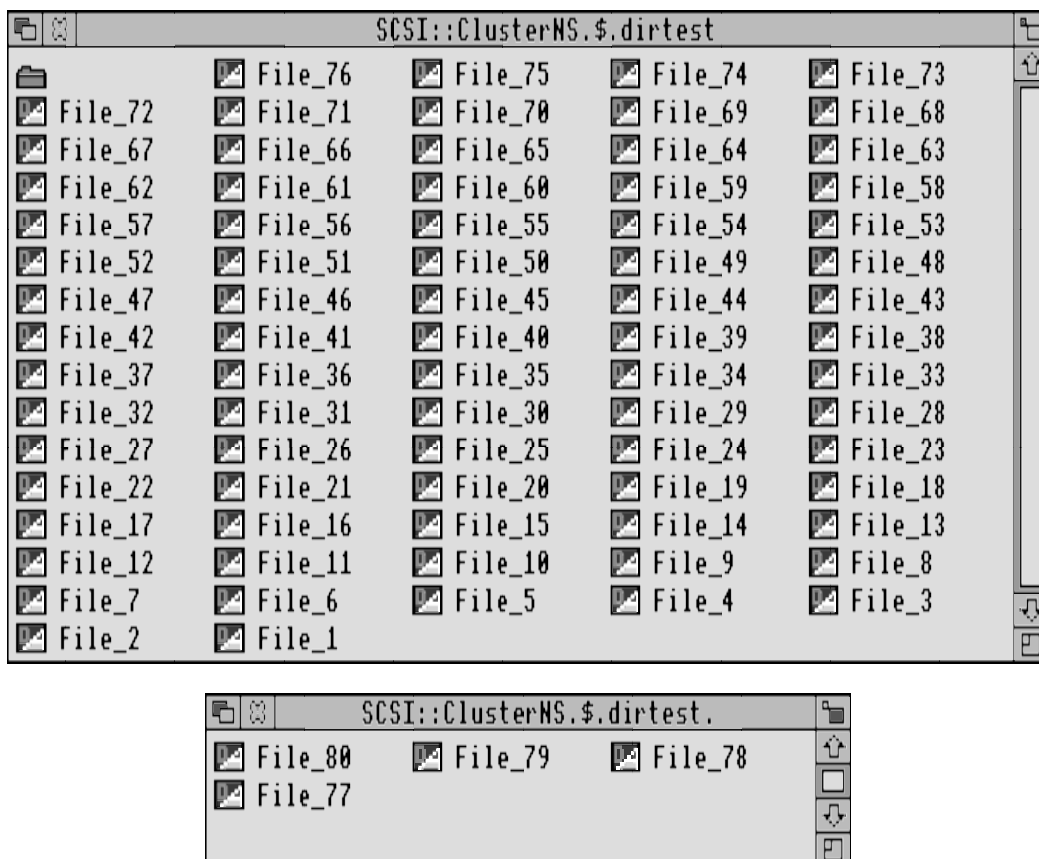 SCSI::ClusterNS.$.dirtest
File_76 File_75 File_74 File_73
File_72 File_71 File_70 File_69 File_68
File_67 File_66 File_65 File_64 File_63
File_62 File_61 File_60 File_59 File_58
File_57 File_56 File_55 File_54 File_53
File_52 File_51 File_50 File_49 File_48
File_47 File_46 File_45 File_44 File_43
File_42 File_41 File_40 File_39 File_38
File_37 File_36 File_35 File_34 File_33
File_32 File_31 File_30 File_29 File_28
File_27 File_26 File_25 File_24 File_23
File_22 File_21 File_20 File_19 File_18
File_17 File_16 File_15 File_14 File_13
File_12 File_11 File_10 File_9 File_8
File_7 File_6 File_5 File_4 File_3
File_2 File_1
SCSI::ClusterNS.$.dirtest.
File_80 File_79 File_78
File_77